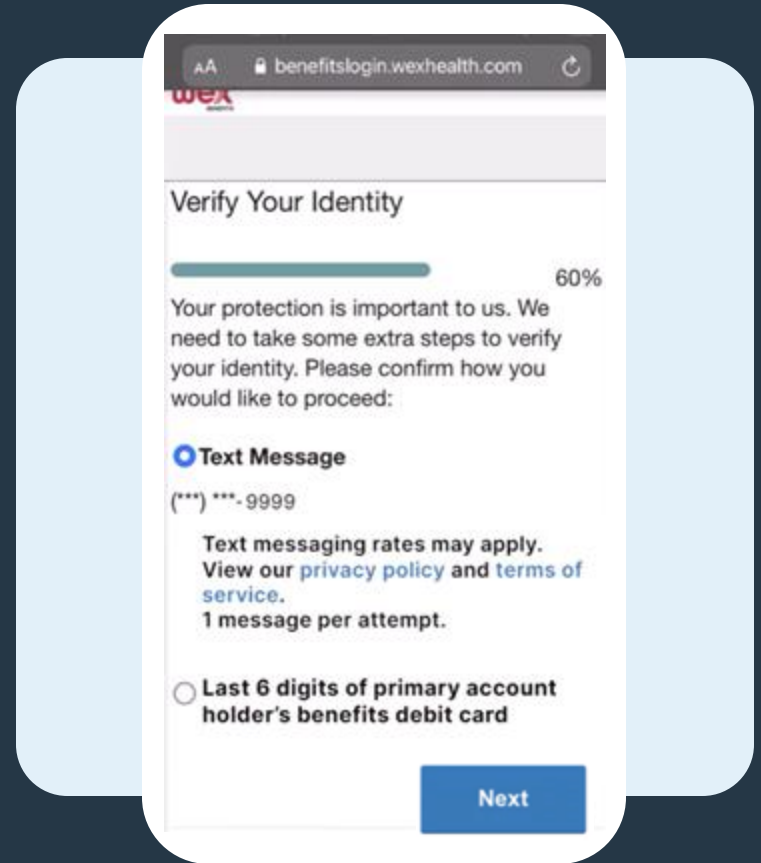 AA benefitslogin.wexhealth.com
wex
Verify Your Identity
60%
Your protection is important to us. We
need to take some extra steps to verify
your identity. Please confirm how you
would like to proceed:
Text Message
(***) ***-9999
Text messaging rates may apply.
View our privacy policy and terms of
service.
1 message per attempt.
Last 6 digits of primary account
holder's benefits debit card
Next